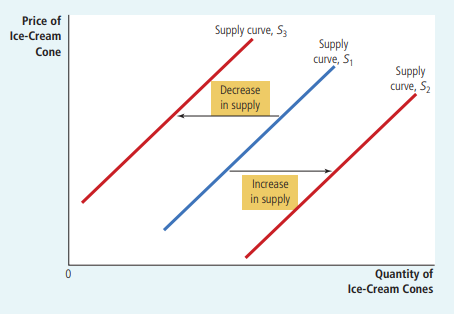 Price of
Ice-Cream
Cone
Supply curve, S3
Supply
curve, S1
Supply
curve, S2
Decrease
in supply
Increase
in supply
0
Quantity of
Ice-Cream Cones